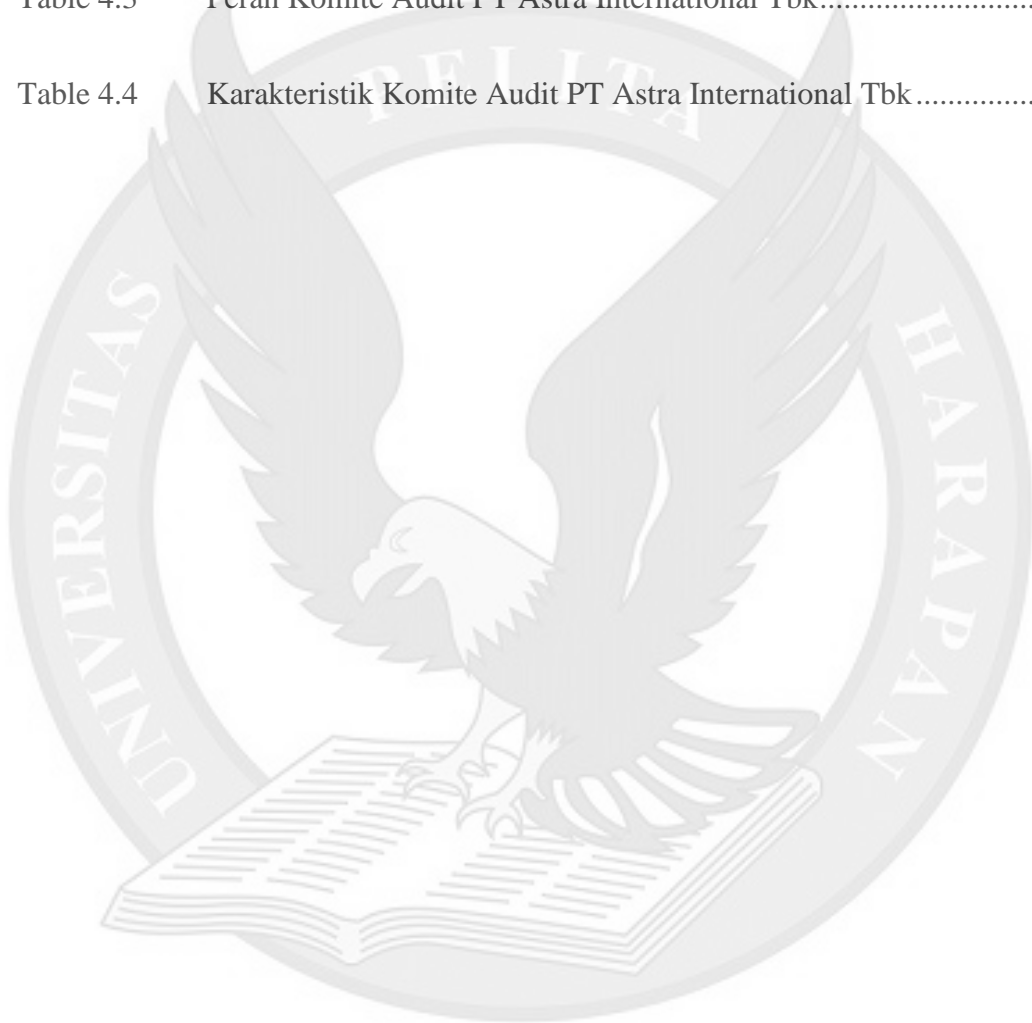 Table 4.3 Peran Komite Audit PT Astra International Tbk..............................
Table 4.4 Karakteristik Komite Audit PT Astra International Tbk...............
UNIVERSITAS
PELITA
HARAPAN